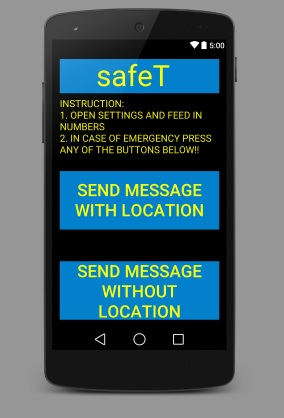 5:00
safeT
INSTRUCTION:
1. OPEN SETTINGS AND FEED IN
NUMBERS
2. IN CASE OF EMERGENCY PRESS
ANY OF THE BUTTONS BELOW!!
SEND MESSAGE
WITH LOCATION
SEND MESSAGE
WITHOUT
LOCATION